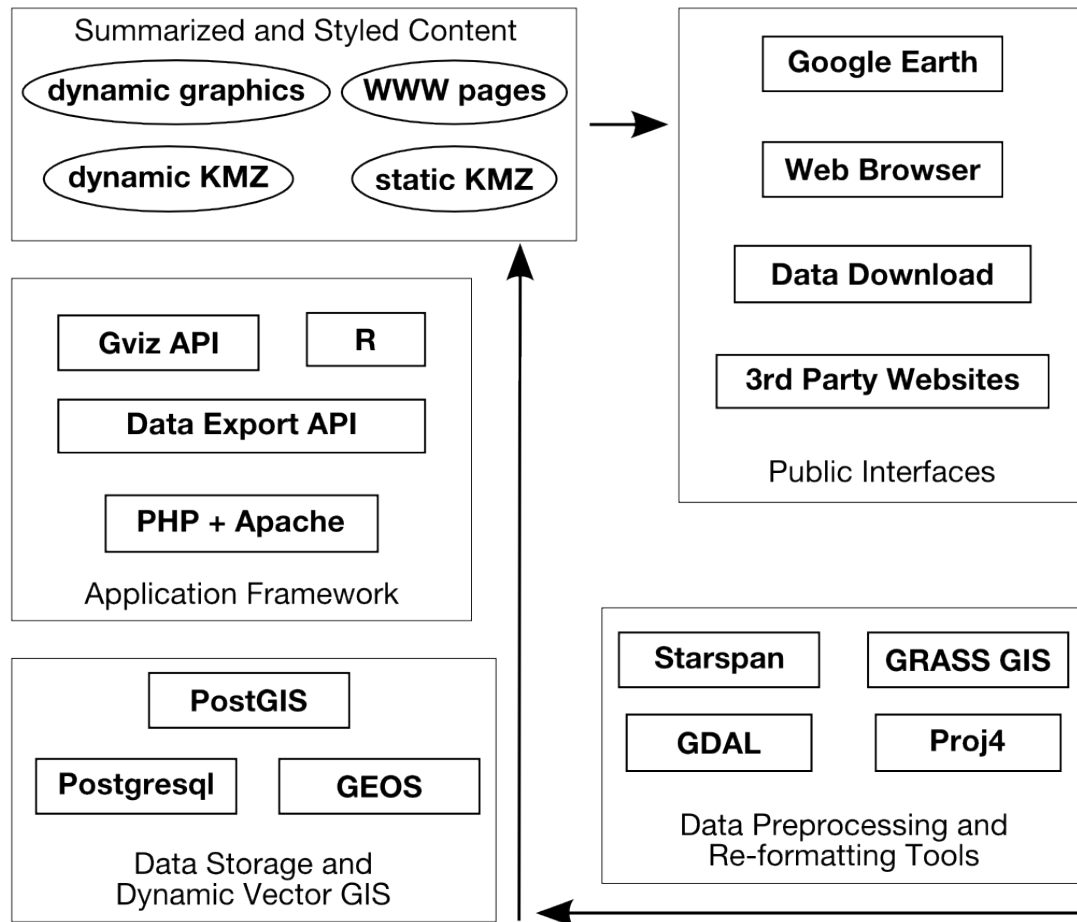 Summarized and Styled Content
dynamic graphics
WWW pages
dynamic KMZ
static KMZ
Google Earth
Web Browser
Data Download
3rd Party Websites
Public Interfaces
Gviz API
R
Data Export API
PHP + Apache
Application Framework
PostGIS
Postgresql
GEOS
Data Storage and
Dynamic Vector GIS
Starspan
GRASS GIS
GDAL
Proj4
Data Preprocessing and
Re-formatting Tools